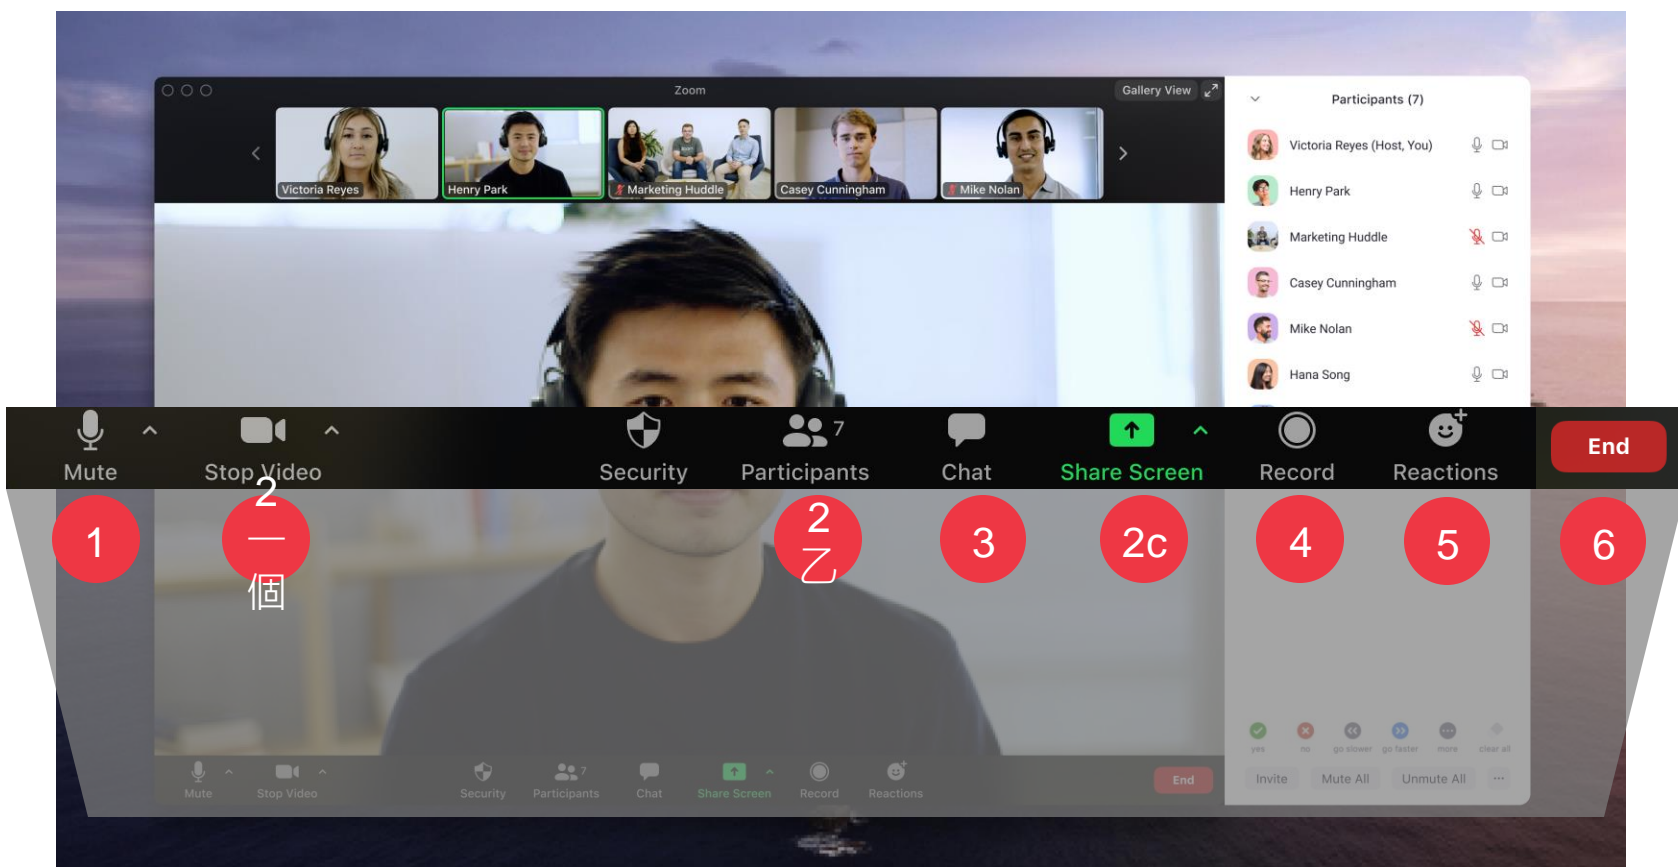 Zoom
Gallery View
Victoria Reyes
Henry Park
Marketing Huddle
Casey Cunningham
Mike Nolan
Participants (7)
Victoria Reyes (Host, You)
Henry Park
Marketing Huddle
Casey Cunningham
Mike Nolan
Hana Song
Mute
Stop Video
Security
Participants
7
Chat
Share Screen
Record
Reactions
End
1
2
一
個
2
乙
3
2c
4
5
6
yes
no
go slower
go faster
more
clear all
Invite
Mute All
Unmute All
Mute
Stop Video
Security
Participants
7
Chat
Share Screen
Record
Reactions
End